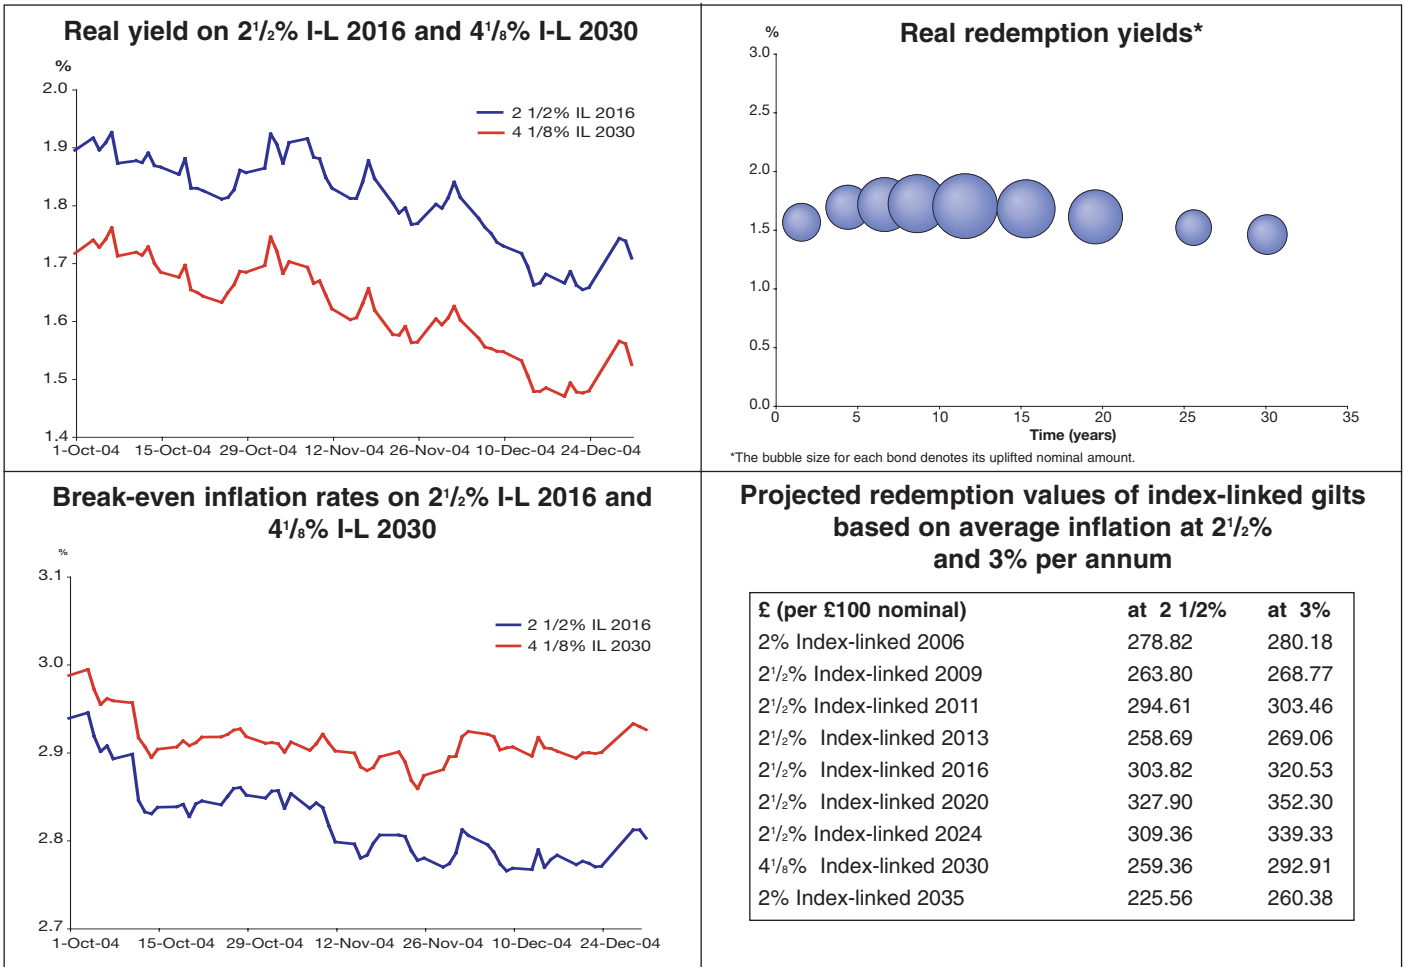 Real yield on 2¹/₂% I-L 2016 and 4¹/₈% I-L 2030
%
2.0
1.9
1.8
1.7
1.6
1.5
1.4
2 1/2% IL 2016
4 1/8% IL 2030
1-Oct-04 15-Oct-04 29-Oct-04 12-Nov-04 26-Nov-04 10-Dec-04 24-Dec-04
Real redemption yields*
%
3.0
2.5
2.0
1.5
1.0
0.5
0.0
0 5 10 15 20 25 30 35
Time (years)
*The bubble size for each bond denotes its uplifted nominal amount.
Break-even inflation rates on 2¹/₂% I-L 2016 and
4¹/₈% I-L 2030
%
3.1
3.0
2.9
2.8
2.7
2 1/2% IL 2016
4 1/8% IL 2030
1-Oct-04 15-Oct-04 29-Oct-04 12-Nov-04 26-Nov-04 10-Dec-04 24-Dec-04
Projected redemption values of index-linked gilts
based on average inflation at 2¹/₂%
and 3% per annum
£ (per £100 nominal) at 2 1/2% at 3%
2% Index-linked 2006 278.82 280.18
2¹/₂% Index-linked 2009 263.80 268.77
2¹/₂% Index-linked 2011 294.61 303.46
2¹/₂% Index-linked 2013 258.69 269.06
2¹/₂% Index-linked 2016 303.82 320.53
2¹/₂% Index-linked 2020 327.90 352.30
2¹/₂% Index-linked 2024 309.36 339.33
4¹/₈% Index-linked 2030 259.36 292.91
2% Index-linked 2035 225.56 260.38